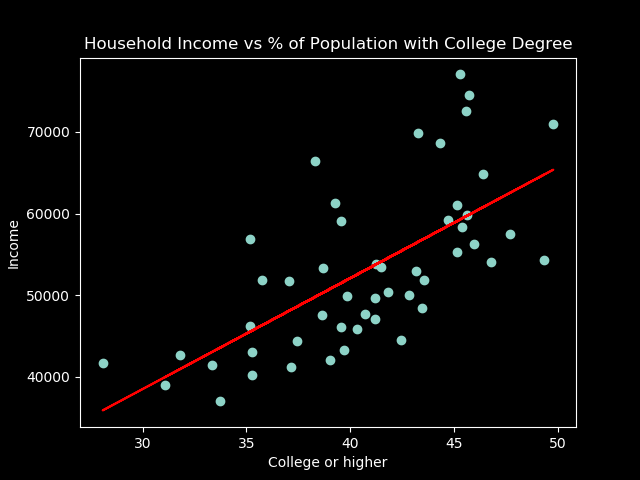 Household Income vs % of Population with College Degree
Income
70000
60000
50000
40000
30 35 40 45 50
College or higher